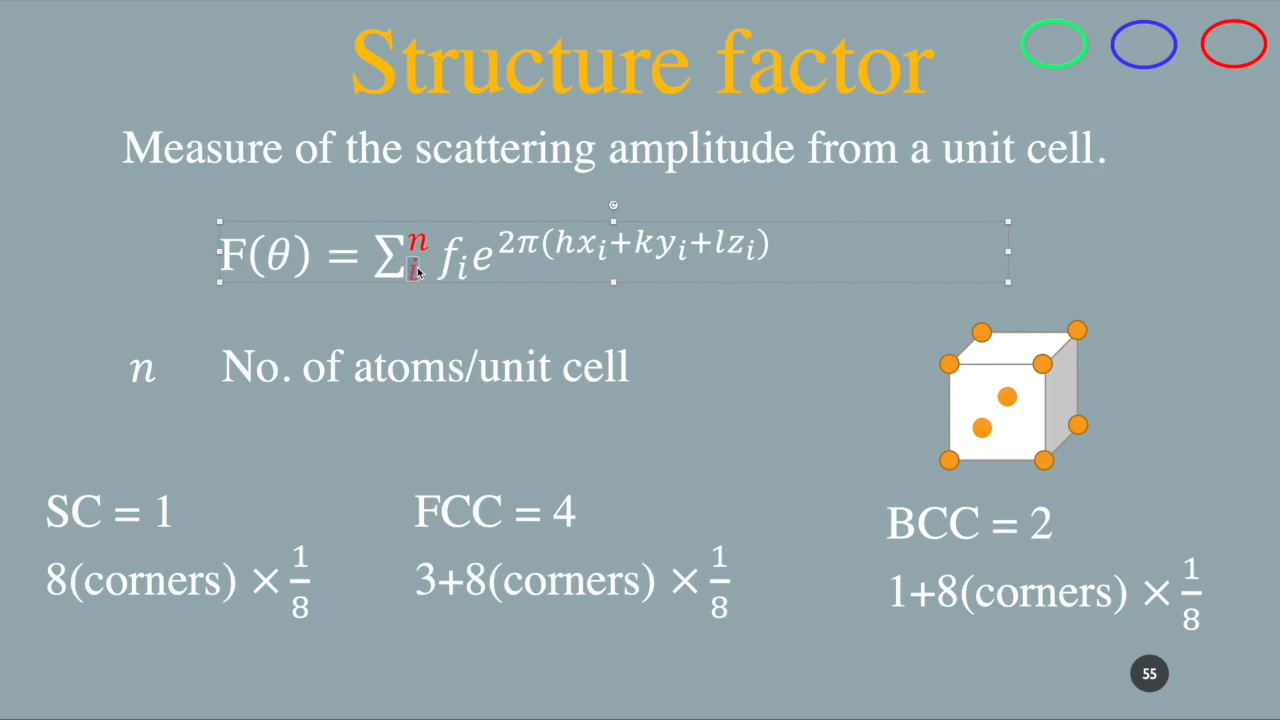 Structure factor
Measure of the scattering amplitude from a unit cell.
F(θ) = ∑ⁿᵢ fᵢe^{2π(hxᵢ+kyᵢ+lzᵢ)}
n No. of atoms/unit cell
SC = 1
8(corners) × 1/8
FCC = 4
3+8(corners) × 1/8
BCC = 2
1+8(corners) × 1/8
55